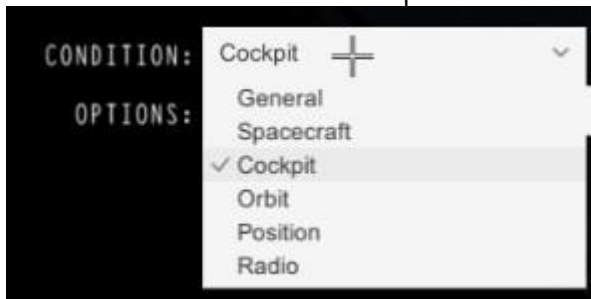 CONDITION: Cockpit
OPTIONS:
General
Spacecraft
Cockpit
Orbit
Position
Radio